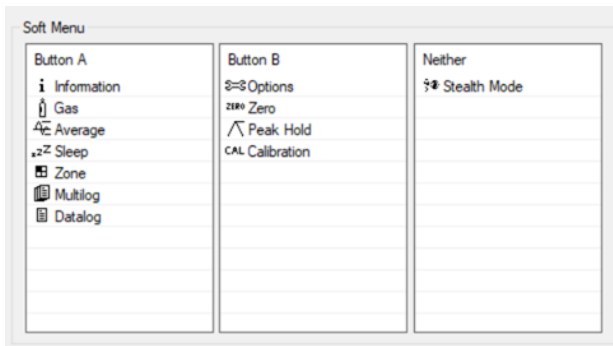 Soft Menu
Button A
i Information
Gas
Average
zZZ Sleep
Zone
Multilog
Datalog
Button B
Options
ZERO Zero
Peak Hold
CAL Calibration
Neither
Stealth Mode